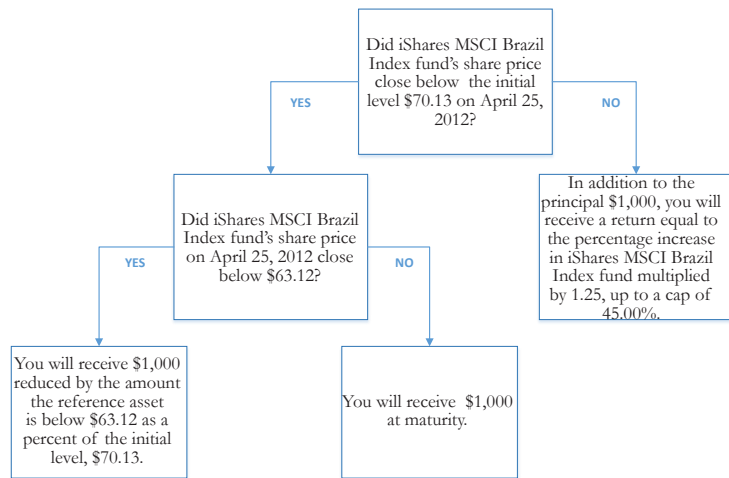 Did iShares MSCI Brazil
Index fund's share price
close below the initial
level $70.13 on April 25,
2012?
YES
NO
Did iShares MSCI Brazil
Index fund's share price
on April 25, 2012 close
below $63.12?
In addition to the
principal $1,000, you will
receive a return equal to
the percentage increase
in iShares MSCI Brazil
Index fund multiplied
by 1.25, up to a cap of
45.00%.
YES
NO
You will receive $1,000
reduced by the amount
the reference asset
is below $63.12 as a
percent of the initial
level, $70.13.
You will receive $1,000
at maturity.